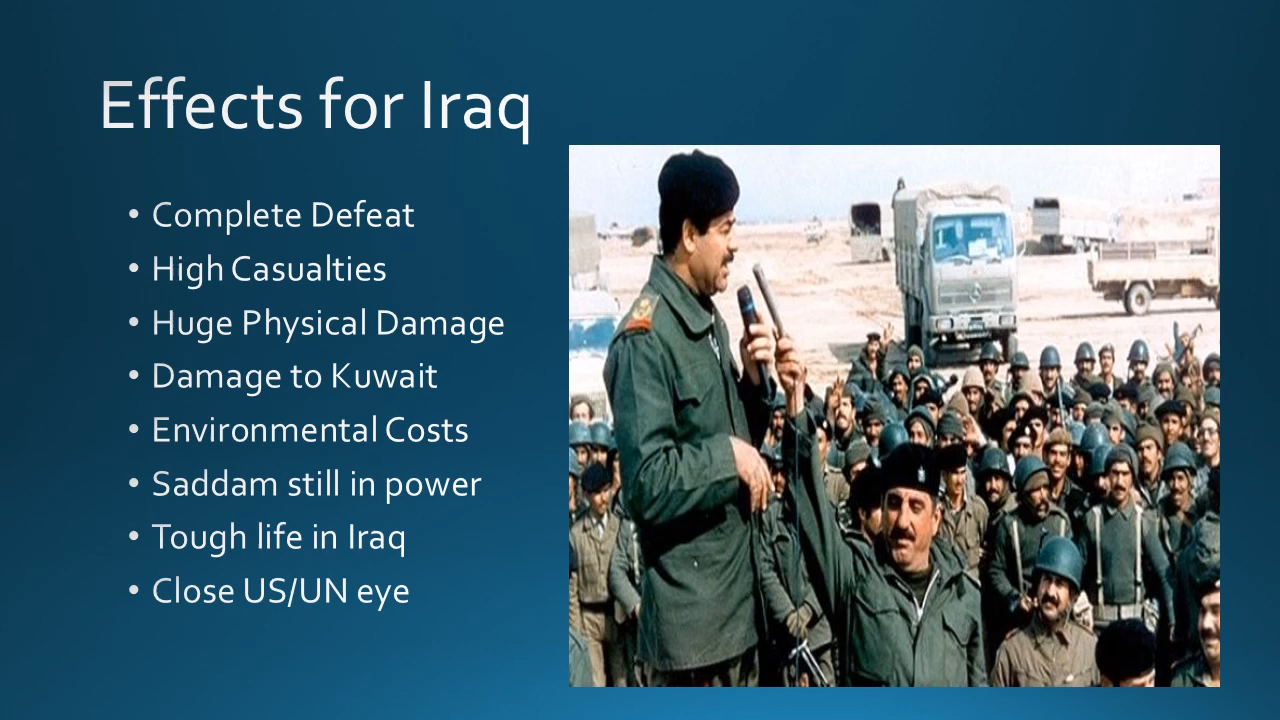 Effects for Iraq
• Complete Defeat
• High Casualties
• Huge Physical Damage
• Damage to Kuwait
• Environmental Costs
• Saddam still in power
• Tough life in Iraq
• Close US/UN eye